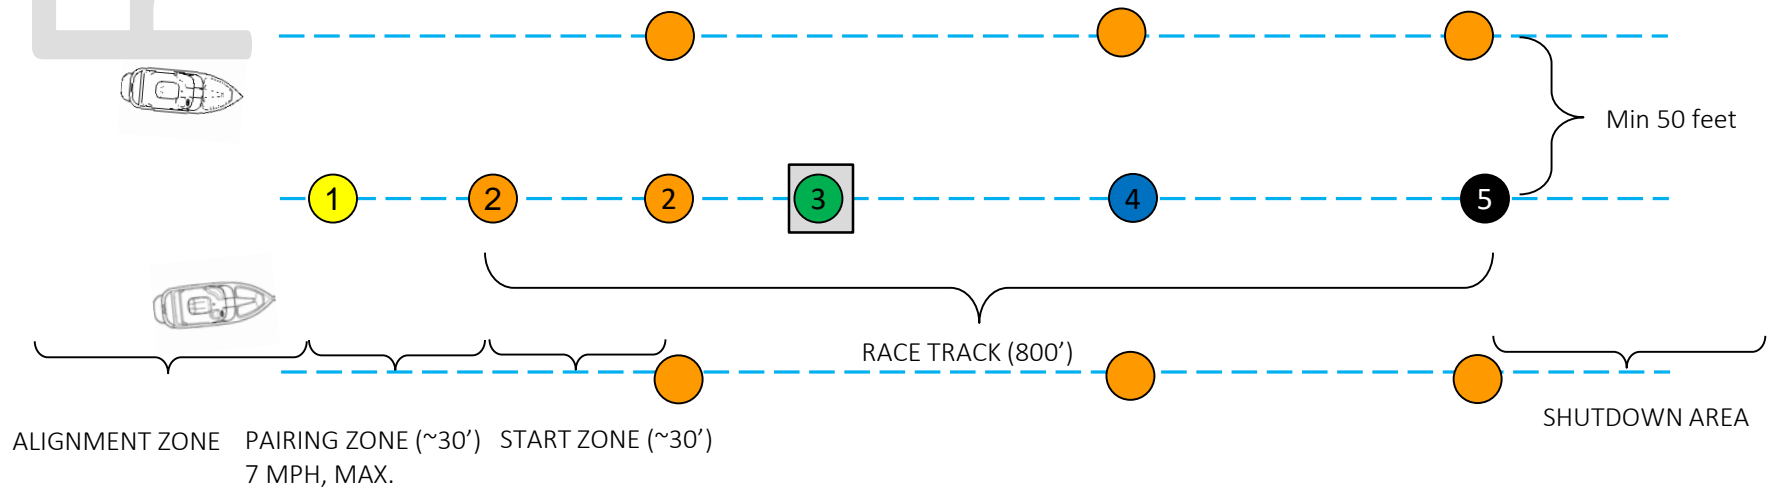 Min 50 feet
1
2
2
3
4
5
RACE TRACK (800’)
SHUTDOWN AREA
ALIGNMENT ZONE
PAIRING ZONE (~30’)
7 MPH, MAX.
START ZONE (~30’)